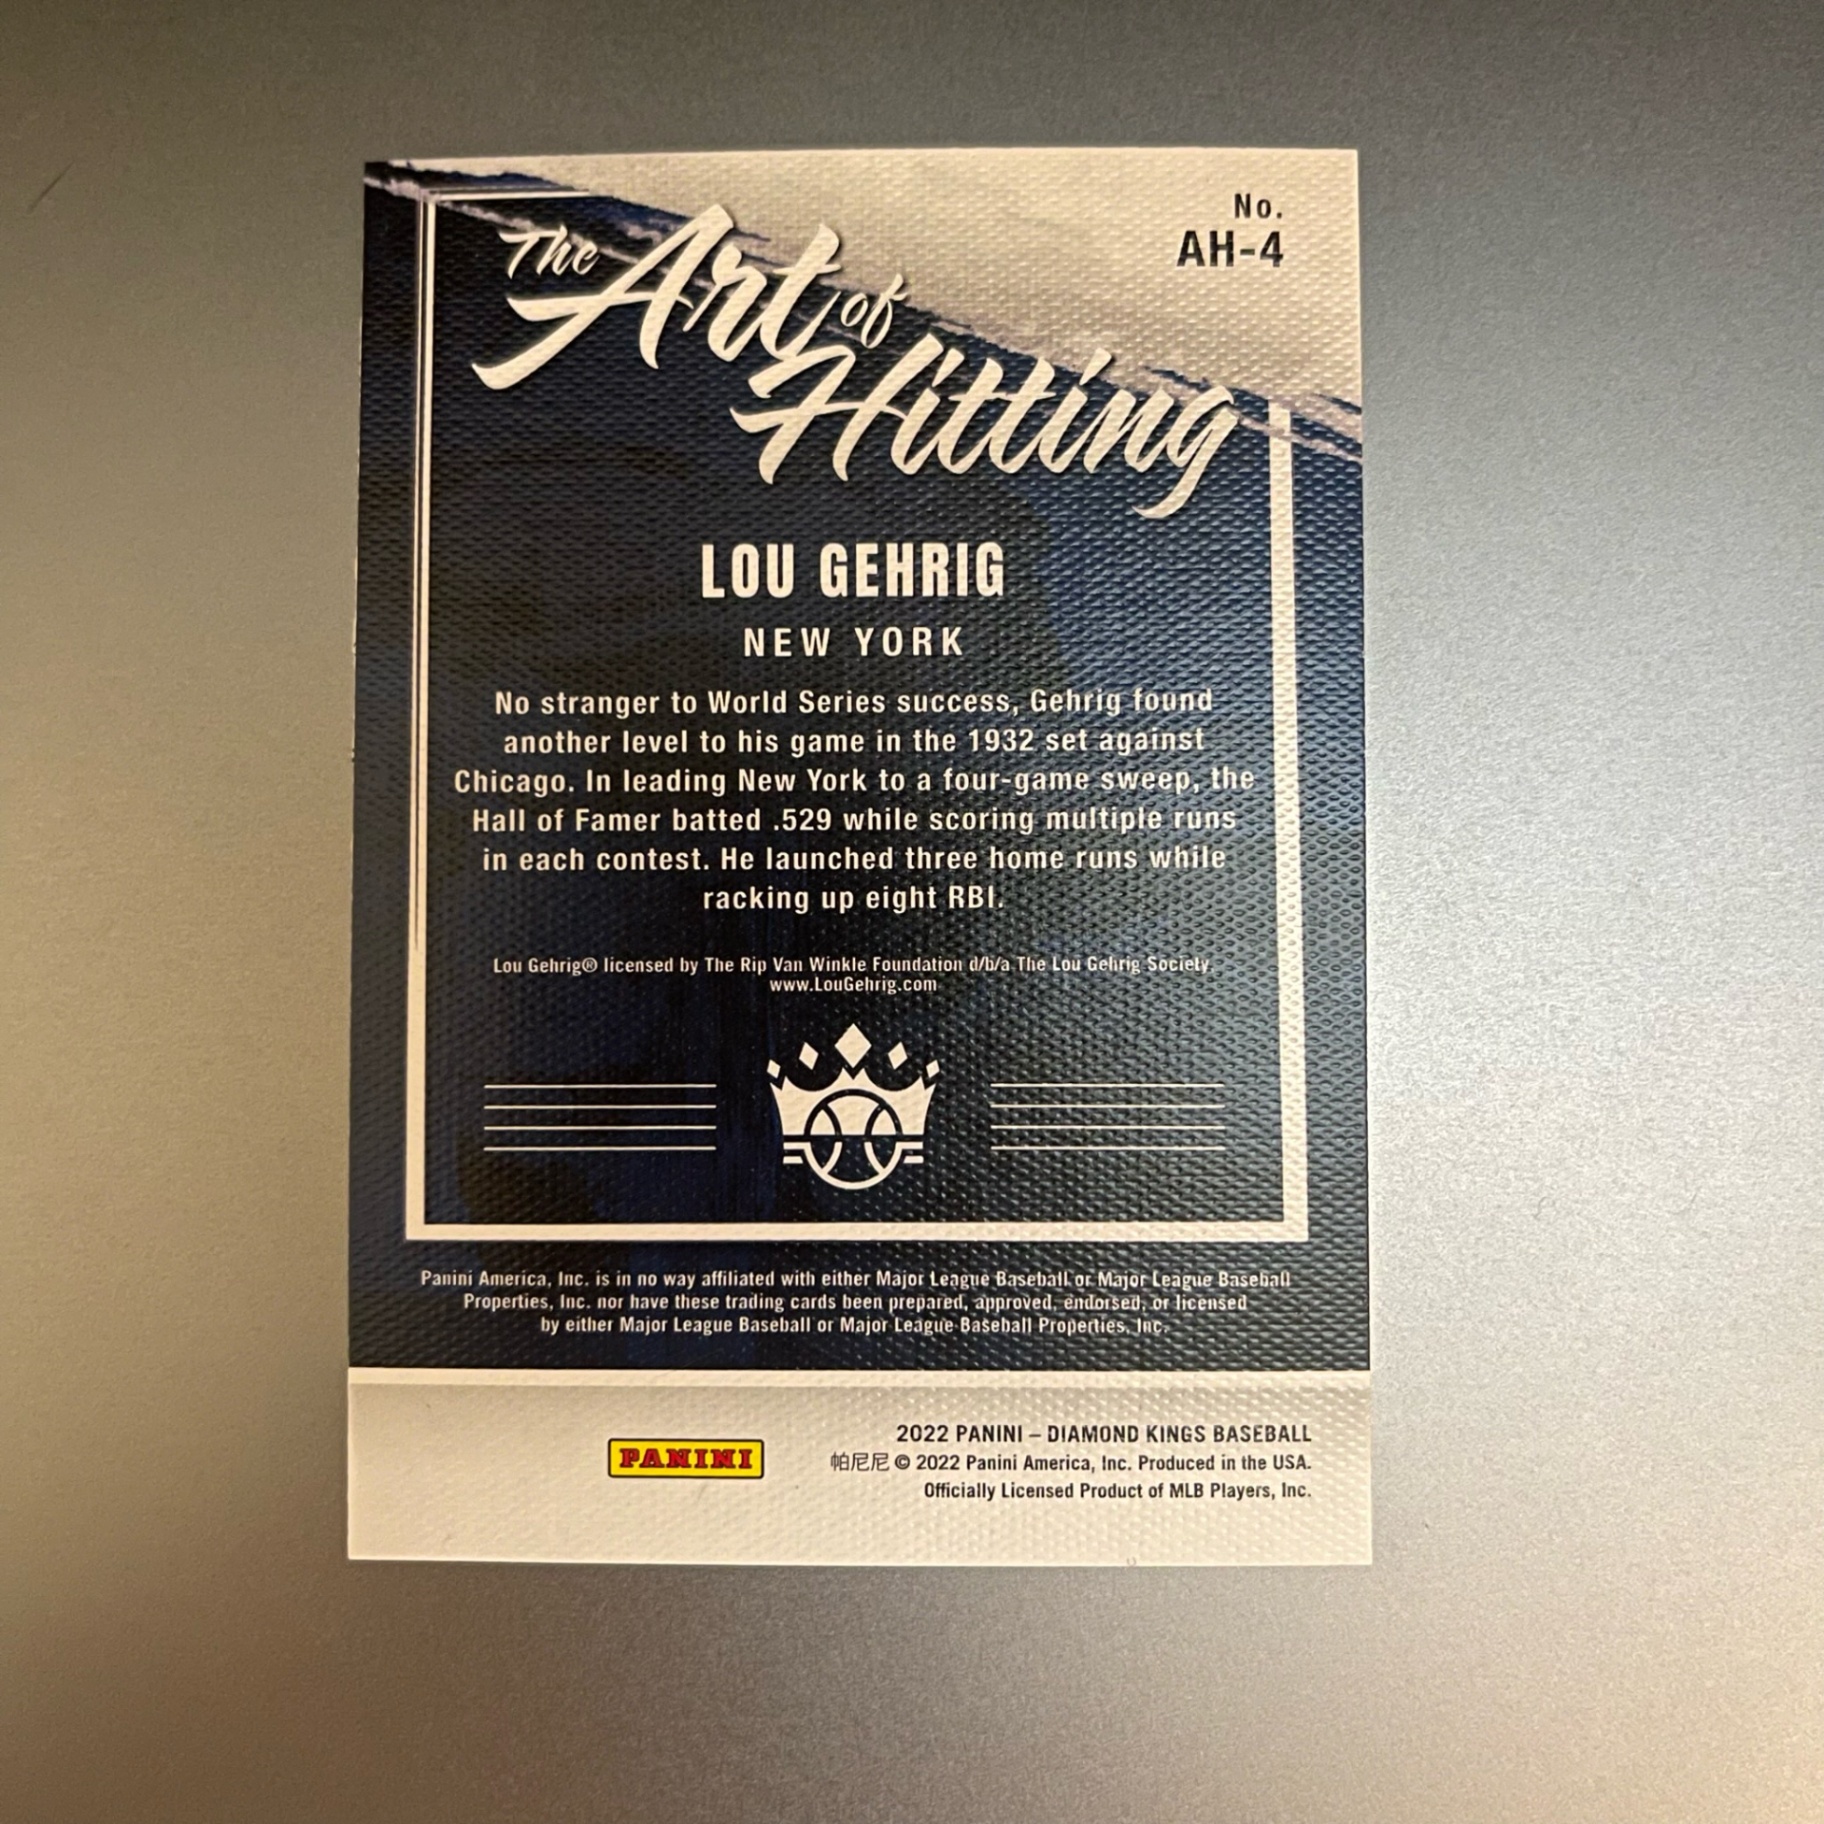 No.
AH-4
The Art of
Hitting
LOU GEHRIG
NEW YORK
No stranger to World Series success, Gehrig found
another level to his game in the 1932 set against
Chicago. In leading New York to a four-game sweep, the
Hall of Famer batted .529 while scoring multiple runs
in each contest. He launched three home runs while
racking up eight RBI.
Lou Gehrig® licensed by The Rip Van Winkle Foundation d/b/a The Lou Gehrig Society.
www.LouGehrig.com
Panini America, Inc. is in no way affiliated with either Major League Baseball or Major League Baseball
Properties, Inc. nor have these trading cards been prepared, approved, endorsed, or licensed
by either Major League Baseball or Major League Baseball Properties, Inc.
PANINI
2022 PANINI – DIAMOND KINGS BASEBALL
帕尼尼 © 2022 Panini America, Inc. Produced in the USA.
Officially Licensed Product of MLB Players, Inc.